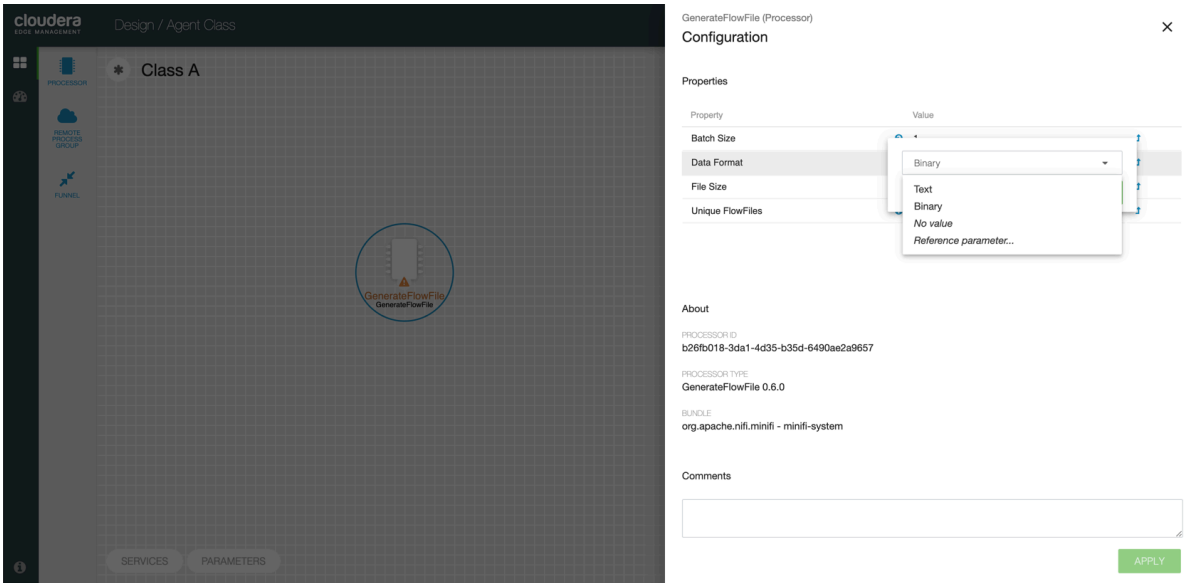 cloudera
EDGE MANAGEMENT
Design / Agent Class
PROCESSOR
REMOTE
PROCESS
GROUP
FUNNEL
Class A
GenerateFlowFile
GenerateFlowFile
SERVICES
PARAMETERS
GenerateFlowFile (Processor)
Configuration
Properties
Property Value
Batch Size 1
Data Format
Binary
File Size
Text
Binary
Unique FlowFiles
No value
Reference parameter...
About
PROCESSOR ID
b26fb018-3da1-4d35-b35d-6490ae2a9657
PROCESSOR TYPE
GenerateFlowFile 0.6.0
BUNDLE
org.apache.nifi.minifi - minifi-system
Comments
APPLY